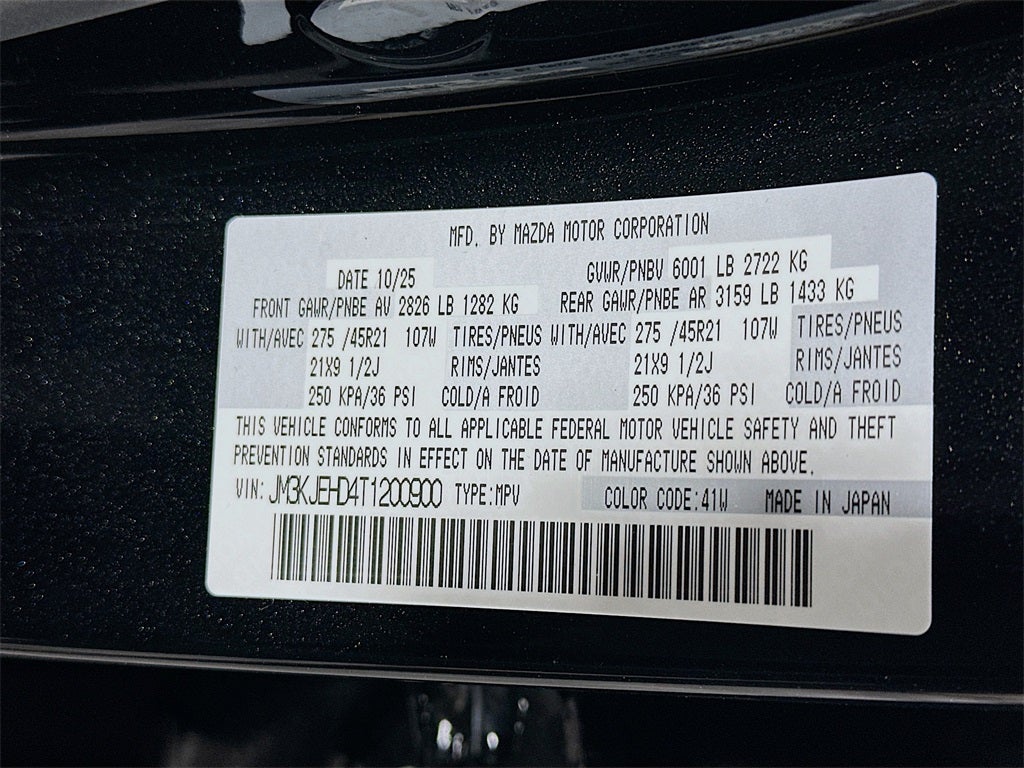 MFD. BY MAZDA MOTOR CORPORATION
DATE 10/25 GVWR/PNBV 6001 LB 2722 KG
FRONT GAWR/PNBE AV 2826 LB 1282 KG REAR GAWR/PNBE AR 3159 LB 1433 KG
WITH/AVEC 275 /45R21 107W TIRES/PNEUS WITH/AVEC 275 /45R21 107W TIRES/PNEUS
21X9 1/2J RIMS/JANTES 21X9 1/2J RIMS/JANTES
250 KPA/36 PSI COLD/A FROID 250 KPA/36 PSI COLD/A FROID
THIS VEHICLE CONFORMS TO ALL APPLICABLE FEDERAL MOTOR VEHICLE SAFETY AND THEFT
PREVENTION STANDARDS IN EFFECT ON THE DATE OF MANUFACTURE SHOWN ABOVE.
VIN: JM3KJEHD4T1200900 TYPE:MPV COLOR CODE:41W MADE IN JAPAN